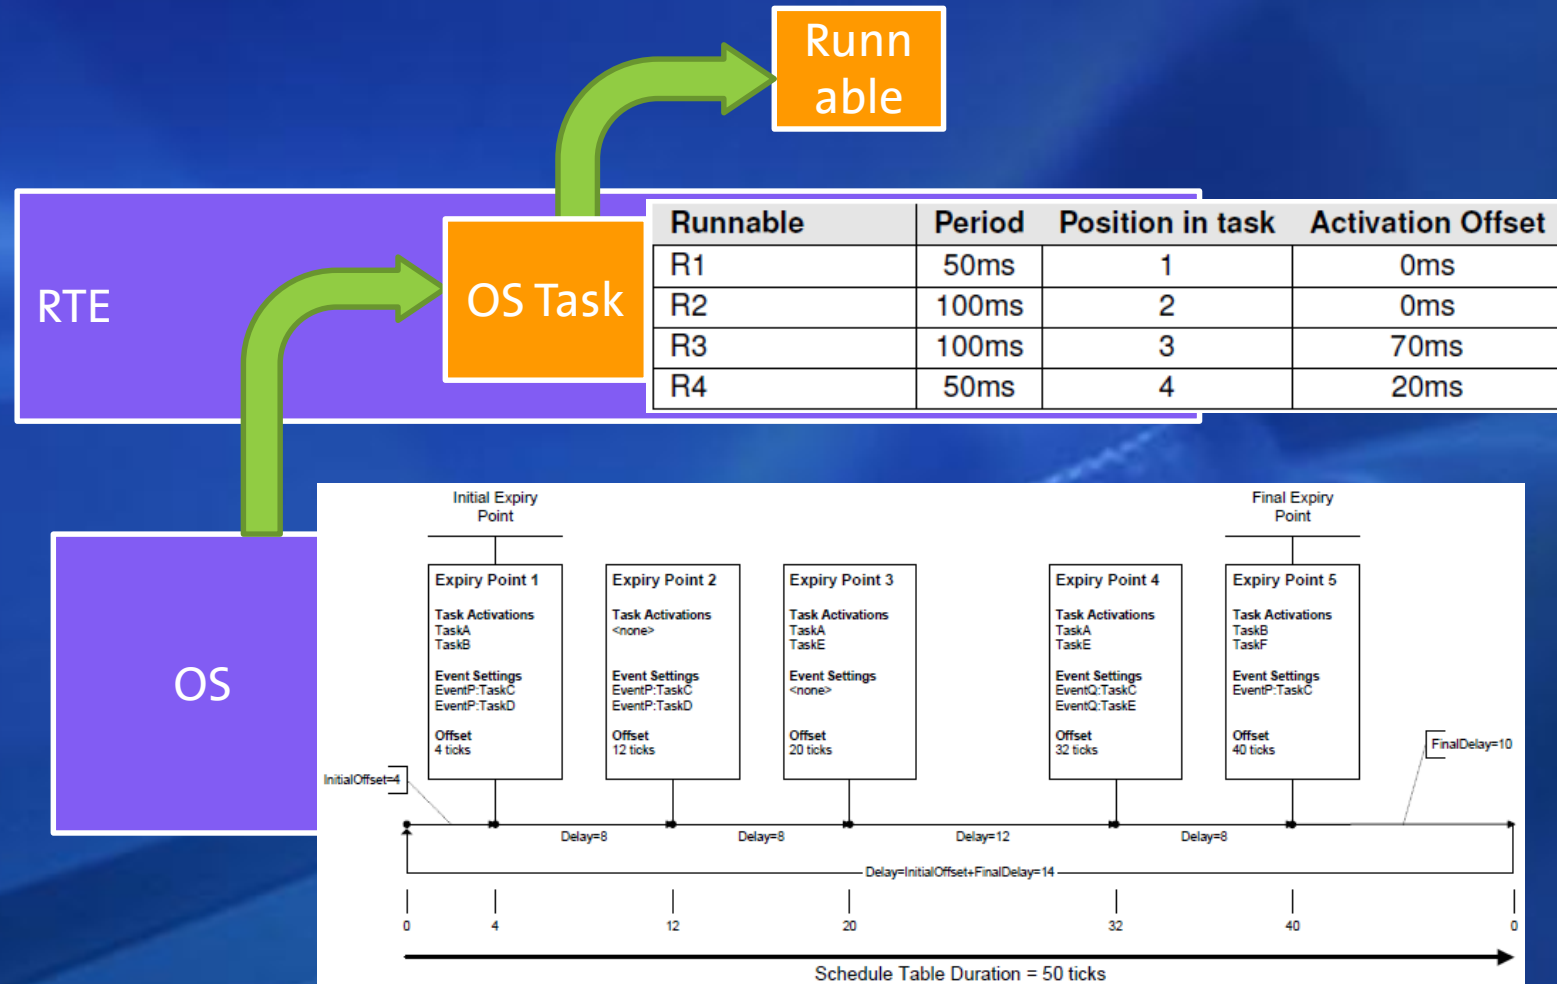 Runn
able
RTE
OS Task
Runnable Period Position in task Activation Offset
R1 50ms 1 0ms
R2 100ms 2 0ms
R3 100ms 3 70ms
R4 50ms 4 20ms
OS
Initial Expiry
Point
Final Expiry
Point
Expiry Point 1
Task Activations
TaskA
TaskB
Event Settings
EventP:TaskC
EventP:TaskD
Offset
4 ticks
Expiry Point 2
Task Activations
<none>
Event Settings
EventP:TaskC
EventP:TaskD
Offset
12 ticks
Expiry Point 3
Task Activations
TaskA
TaskE
Event Settings
<none>
Offset
20 ticks
Expiry Point 4
Task Activations
TaskA
TaskE
Event Settings
EventQ:TaskC
EventQ:TaskE
Offset
32 ticks
Expiry Point 5
Task Activations
TaskB
TaskF
Event Settings
EventP:TaskC
Offset
40 ticks
InitialOffset=4
FinalDelay=10
Delay=8 Delay=8 Delay=12 Delay=8
Delay=InitialOffset+FinalDelay=14
0 4 12 20 32 40 0
Schedule Table Duration = 50 ticks